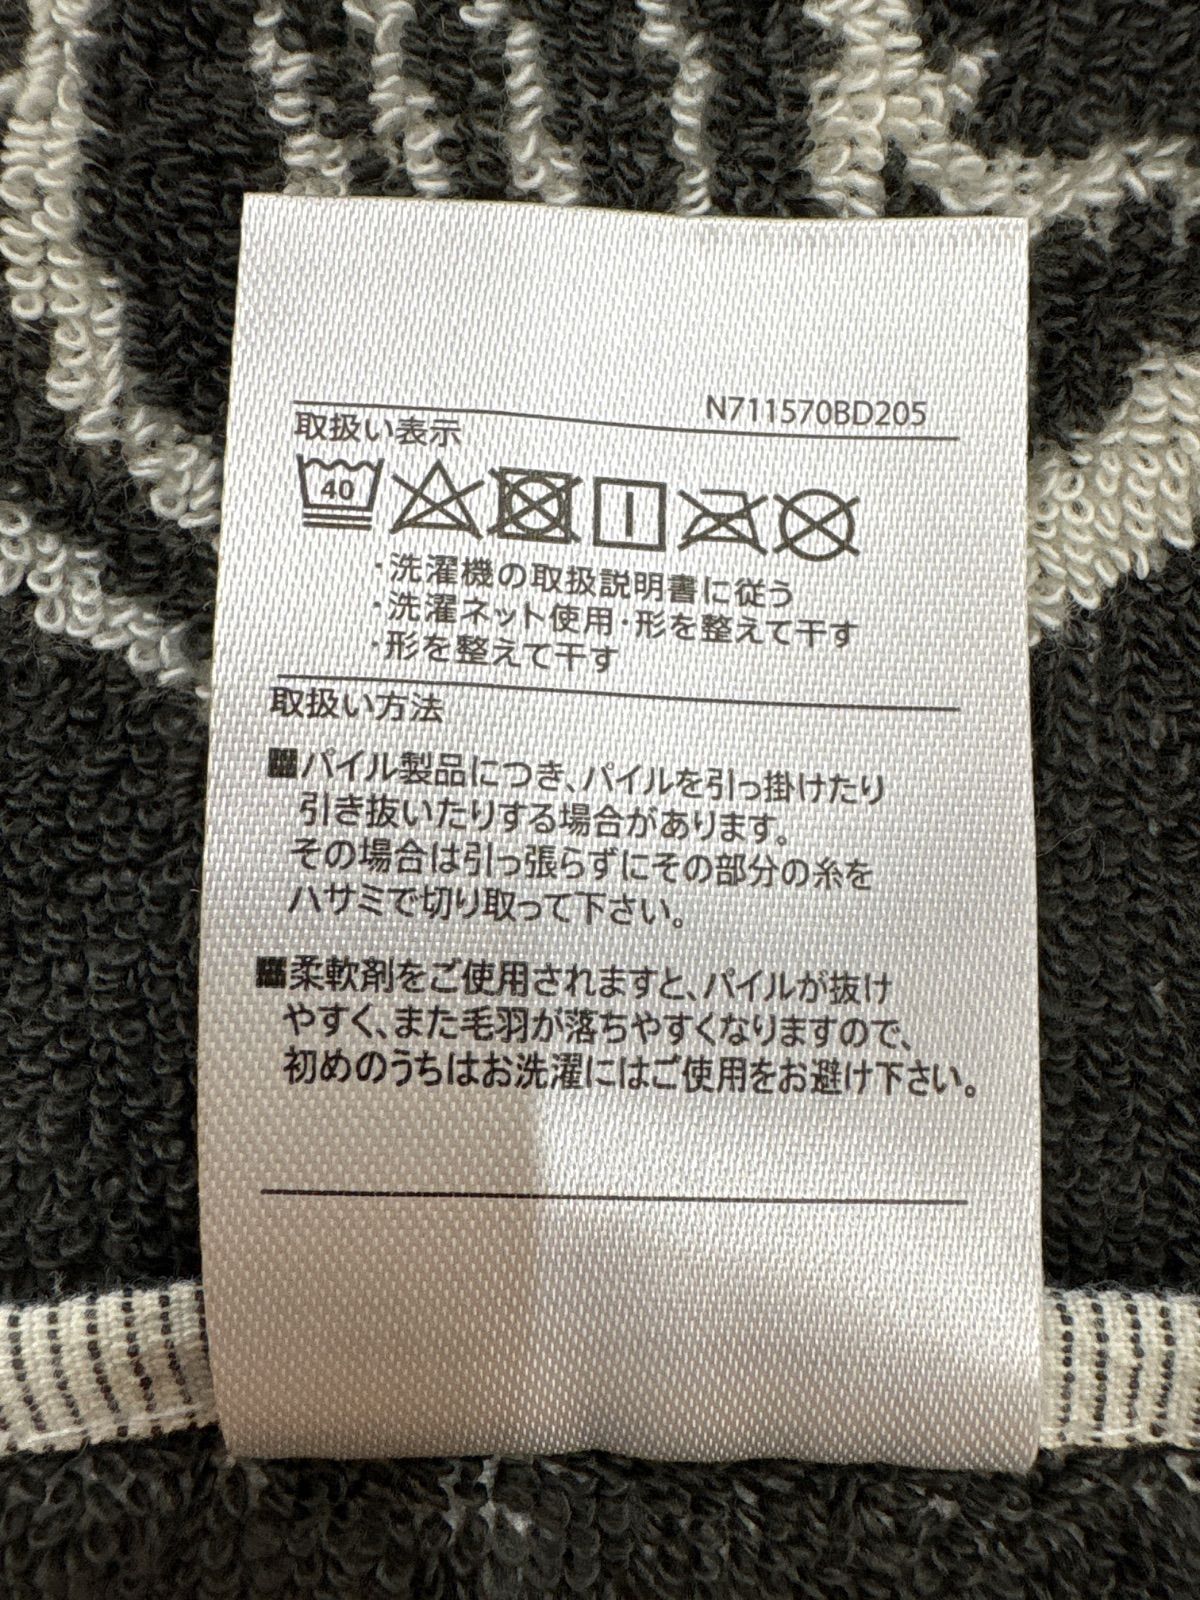 N711570BD205
取扱い表示
40
・洗濯機の取扱説明書に従う
・洗濯ネット使用・形を整えて干す
・形を整えて干す
取扱い方法
■パイル製品につき、パイルを引っ掛けたり
引き抜いたりする場合があります。
その場合は引っ張らずにその部分の糸を
ハサミで切り取って下さい。
■柔軟剤をご使用されますと、パイルが抜け
やすく、また毛羽が落ちやすくなりますので、
初めのうちはお洗濯にはご使用をお避け下さい。